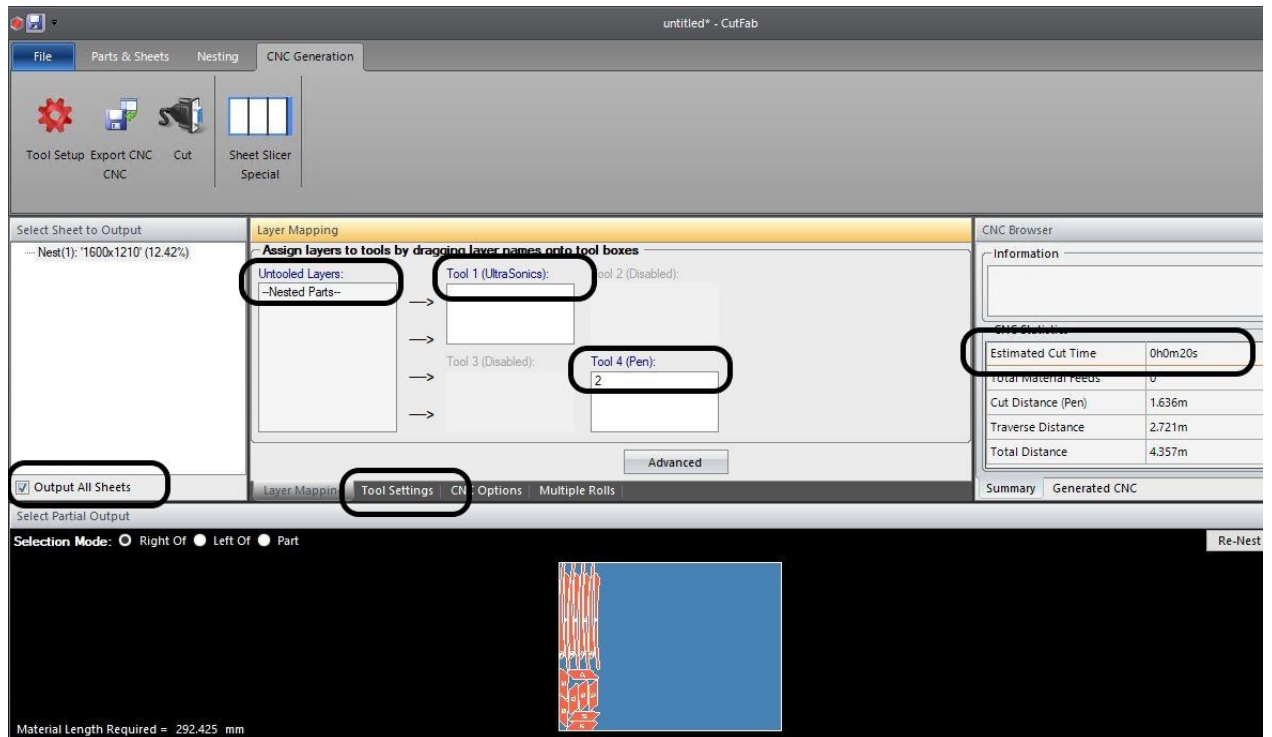 untitled* - CutFab
File Parts & Sheets Nesting CNC Generation
Tool Setup Export CNC Cut Sheet Slicer
CNC Special
Select Sheet to Output
Nest(1): '1600x1210' (12.42%)
Output All Sheets
Layer Mapping
Assign layers to tools by dragging layer names onto tool boxes
Untooled Layers: Tool 1 (UltraSonics): Tool 2 (Disabled):
--Nested Parts--
--->
--->
Tool 3 (Disabled): Tool 4 (Pen):
2
--->
--->
Advanced
Layer Mapping Tool Settings CNC Options Multiple Rolls
CNC Browser
Information
CNC Statistics
Estimated Cut Time 0h0m20s
Total Material Feeds 0
Cut Distance (Pen) 1.636m
Traverse Distance 2.721m
Total Distance 4.357m
Summary Generated CNC
Select Partial Output
Selection Mode: Right Of Left Of Part
Re-Nest
Material Length Required = 292.425 mm